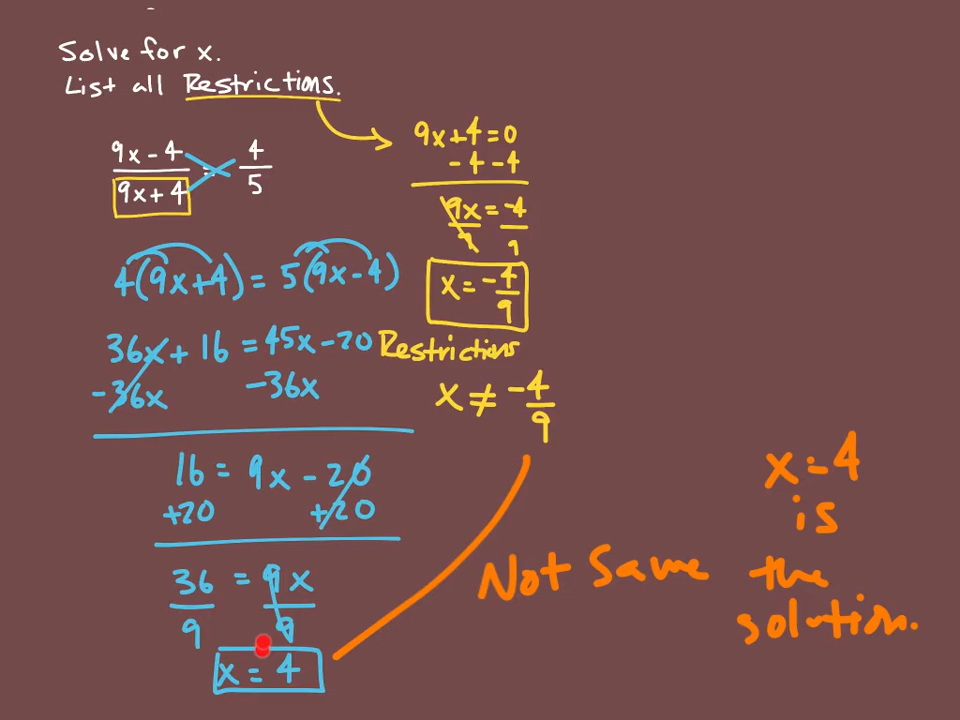 Solve for x.
List all Restrictions.
9x - 4 / 9x + 4 = 4 / 5
4(9x+4) = 5(9x-4)
36x + 16 = 45x - 20
-36x -36x
16 = 9x - 20
+20 +20
36 = 9x
9 9
x = 4
9x+4=0
-4 -4
9x = -4
9 9
x = -4/9
Restrictions
x ≠ -4/9
Not Same
x=4
is
the
solution.